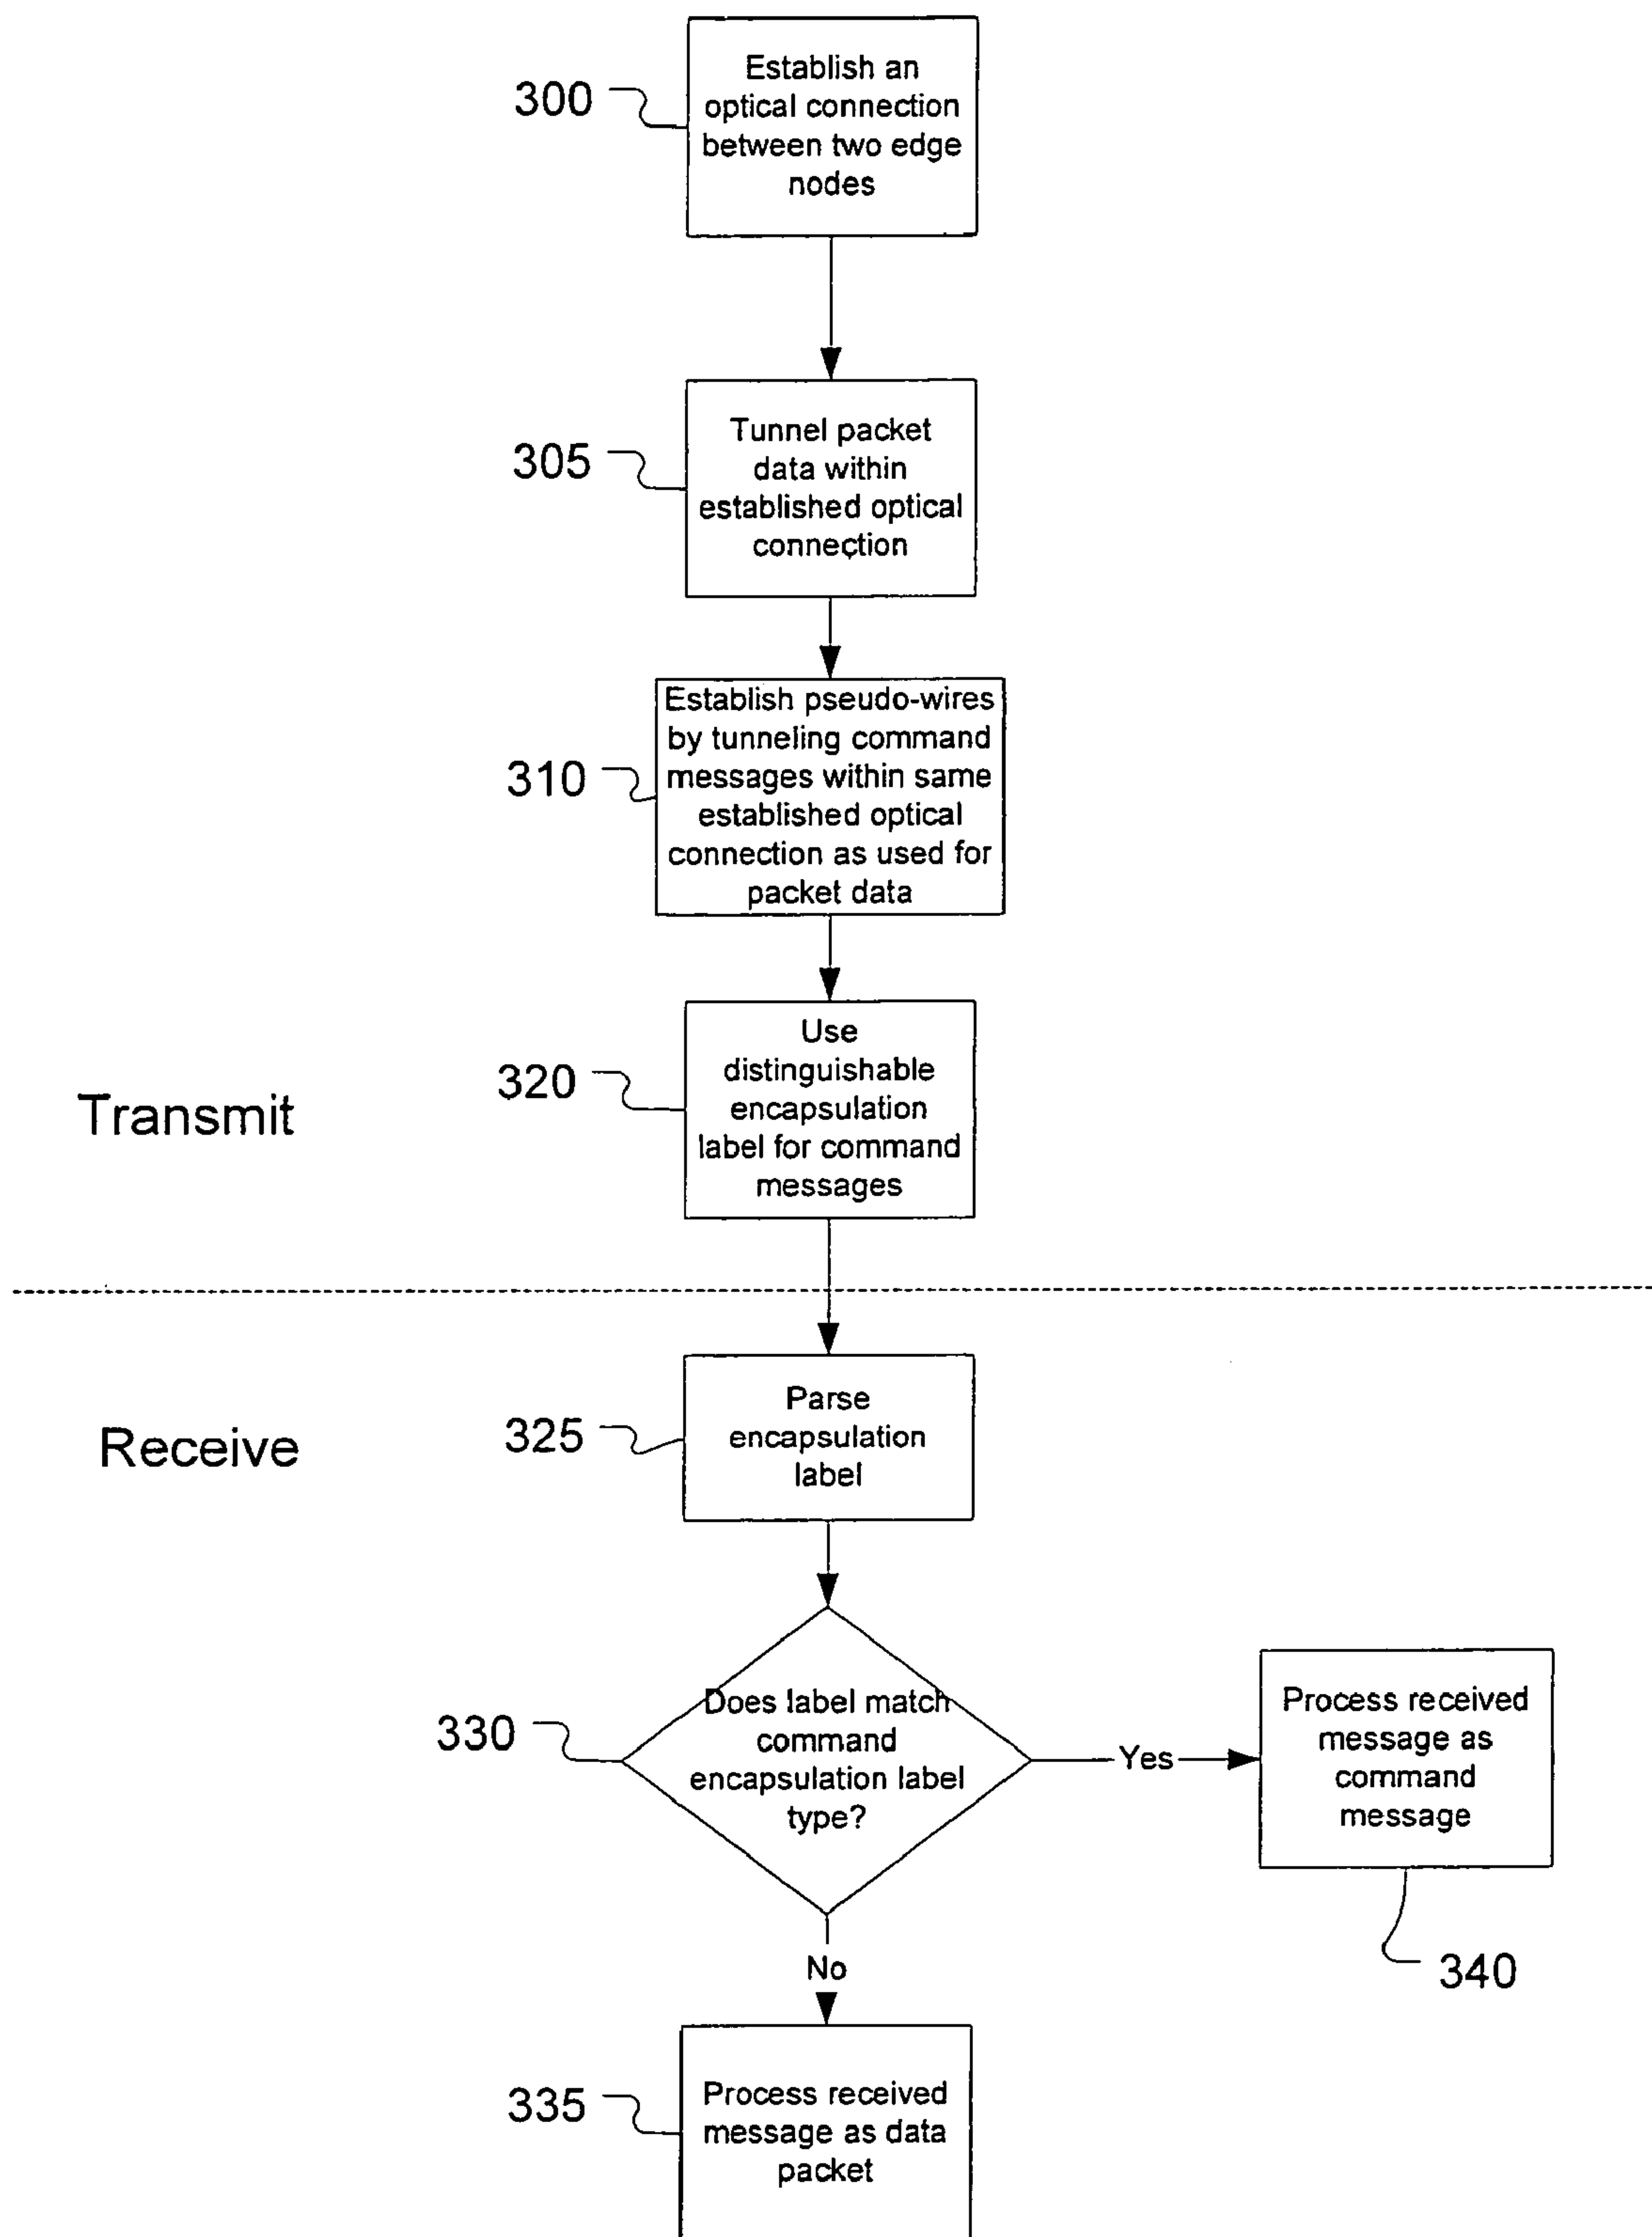 300
Establish an
optical connection
between two edge
nodes
305
Tunnel packet
data within
established optical
connection
310
Establish pseudo-wires
by tunneling command
messages within same
established optical
connection as used for
packet data
Transmit
320
Use
distinguishable
encapsulation
label for command
messages
Receive
325
Parse
encapsulation
label
330
Does label match
command
encapsulation label
type?
Yes
Process received
message as
command
message
340
No
335
Process received
message as data
packet